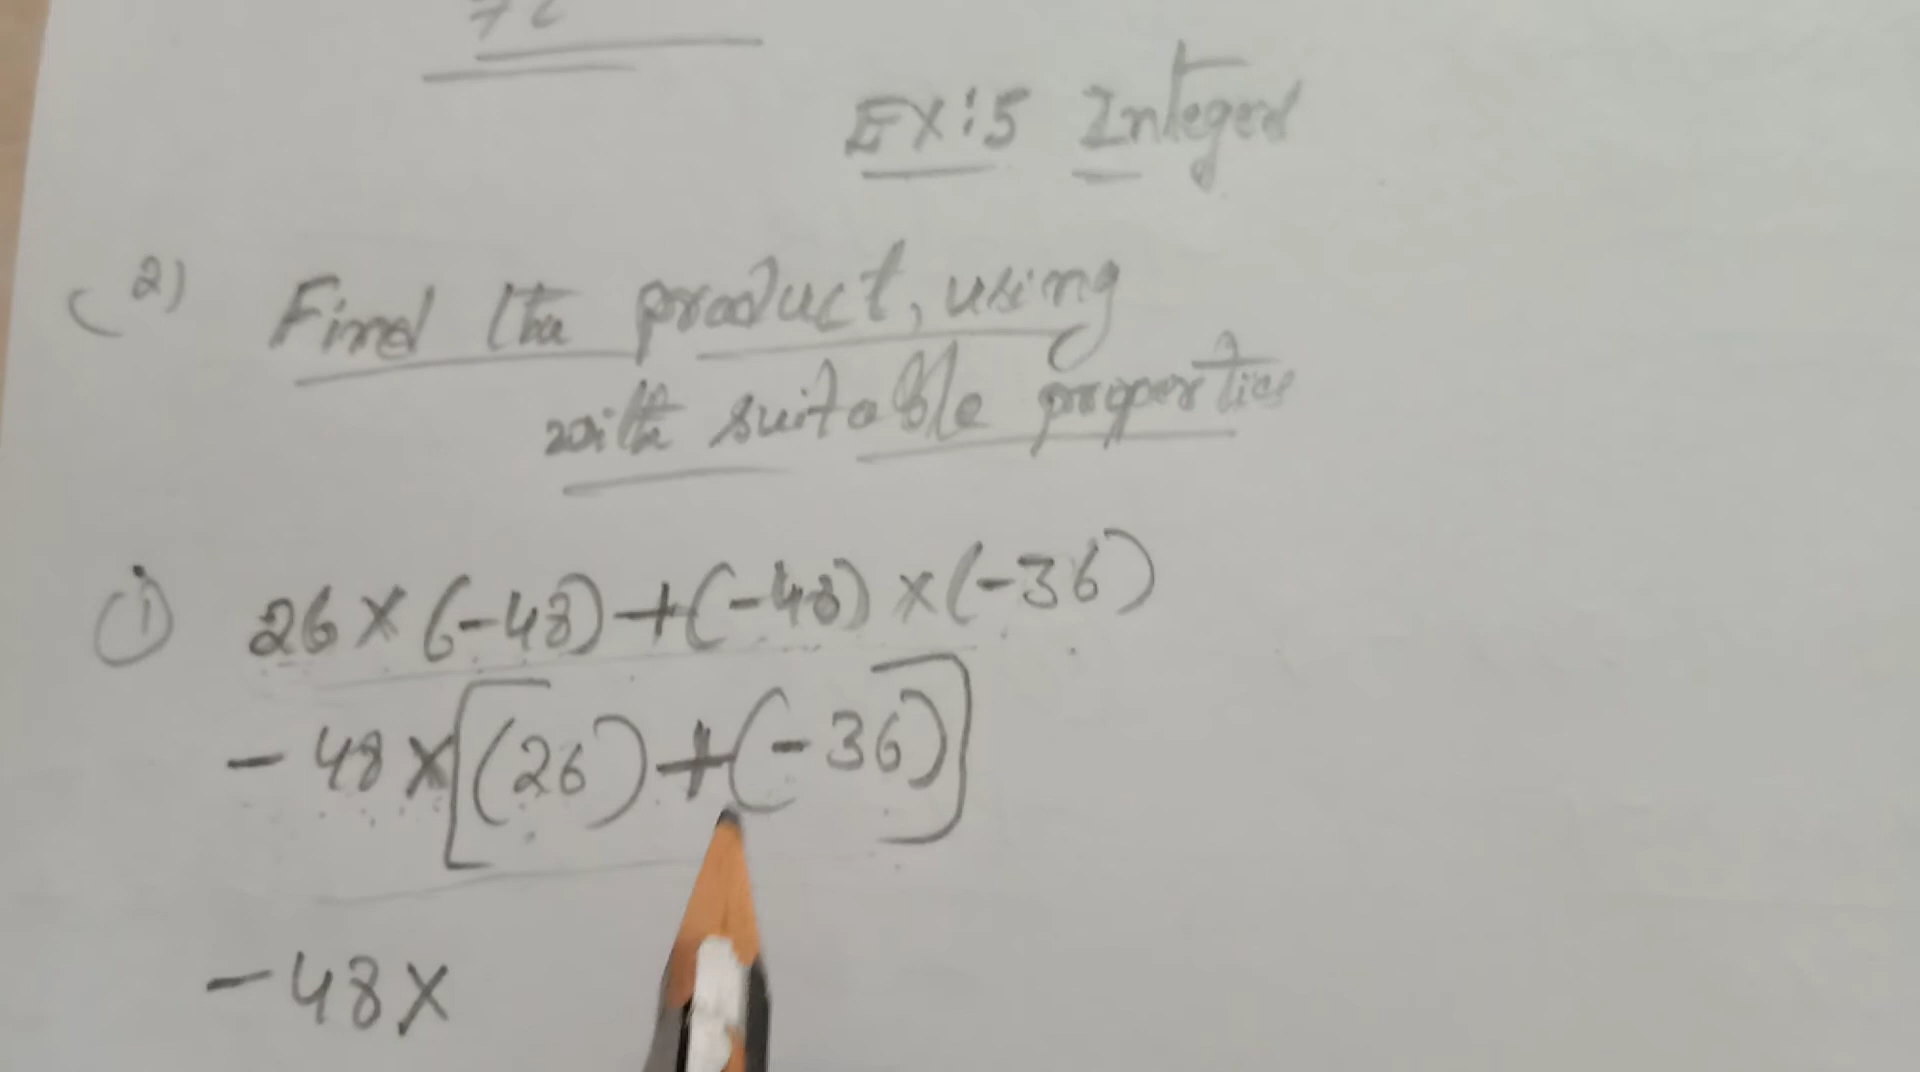 Ex:5 Integers
2) Find the product, using
with suitable properties
(i) 26 × (-48) + (-48) × (-36)
- 48 × [(26) + (-36)]
- 48 ×